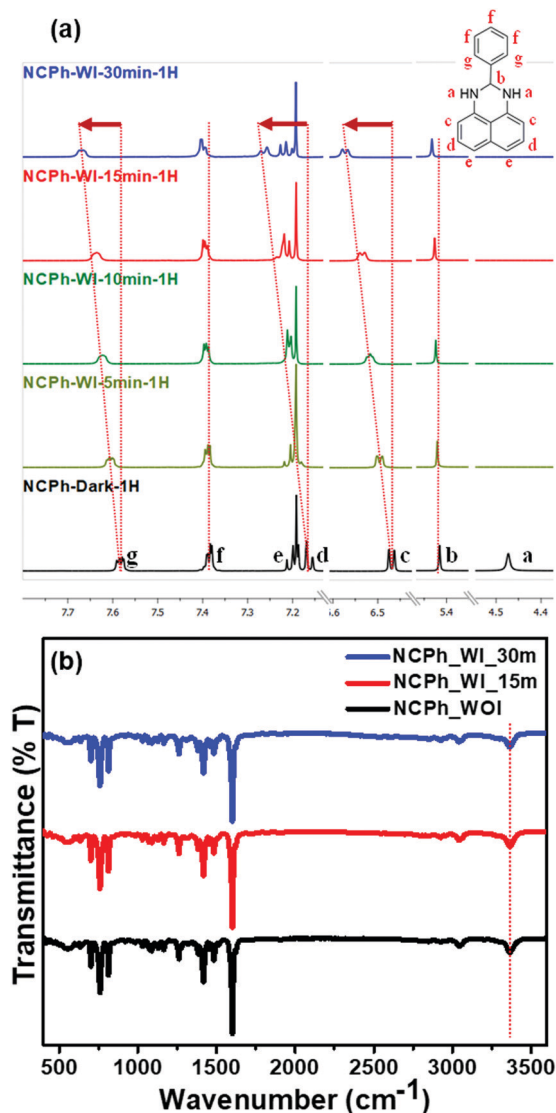 (a)
f
f
f
g
g
b
HN
NH
a
a
c
c
d
d
e
e
NCPh-WI-30min-1H
NCPh-WI-15min-1H
NCPh-WI-10min-1H
NCPh-WI-5min-1H
NCPh-Dark-1H
g
f
e
d
c
b
a
7.7
7.6
7.5
7.4
7.3
7.2
6.5
5.4
4.5
4.4
(b)
NCPh_WI_30m
NCPh_WI_15m
NCPh_WOI
Transmittance (% T)
500
1000
1500
2000
2500
3000
3500
Wavenumber (cm-1)